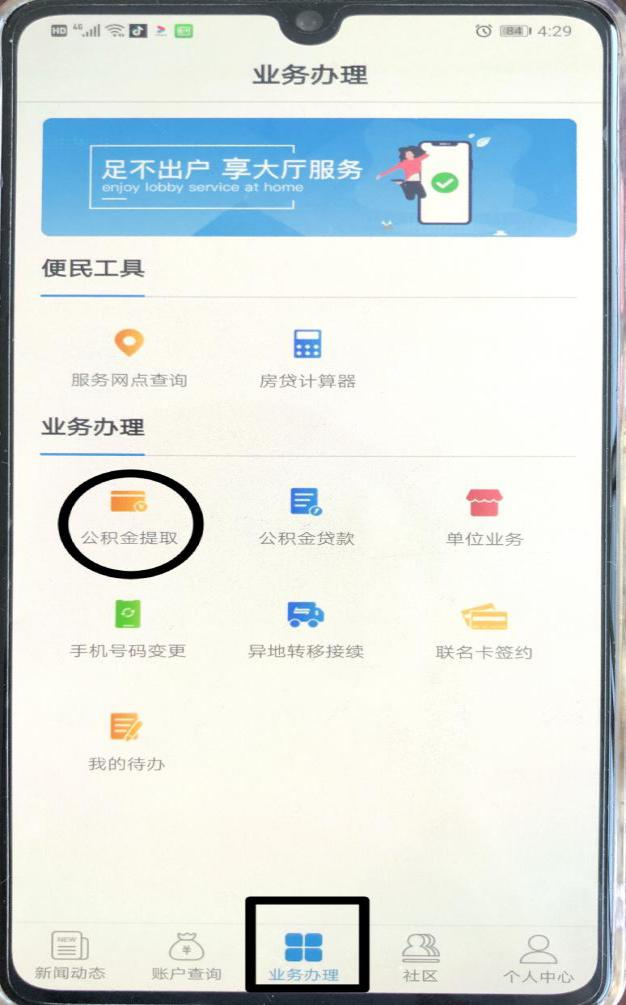 HD 4G 84 4:29
业务办理
足不出户 享大厅服务
enjoy lobby service at home
便民工具
服务网点查询 房贷计算器
业务办理
公积金提取 公积金贷款 单位业务
手机号码变更 异地转移接续 联名卡签约
我的待办
NEW
新闻动态 账户查询 业务办理 社区 个人中心